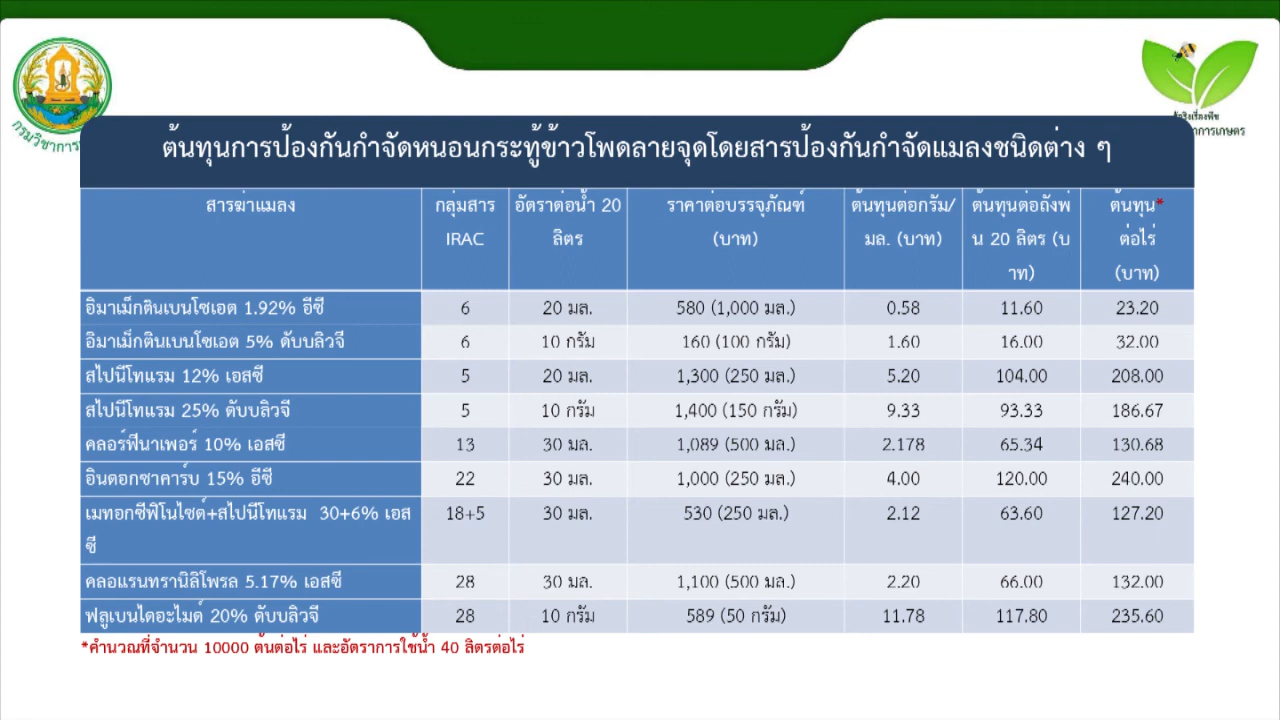 กรมวิชาการ
ต้นทุนการป้องกันกำจัดหนอนกระทู้ข้าวโพดลายจุดโดยสารป้องกันกำจัดแมลงชนิดต่าง ๆ
สารฆ่าแมลง กลุ่มสาร IRAC อัตราต่อน้ำ 20 ลิตร ราคาต่อบรรจุภัณฑ์ (บาท) ต้นทุนต่อกรัม/มล. (บาท) ต้นทุนต่อถังพ่น 20 ลิตร (บาท) ต้นทุน* ต่อไร่ (บาท)
อิมาเม็กตินเบนโซเอต 1.92% อีซี 6 20 มล. 580 (1,000 มล.) 0.58 11.60 23.20
อิมาเม็กตินเบนโซเอต 5% ดับบลิวจี 6 10 กรัม 160 (100 กรัม) 1.60 16.00 32.00
สไปนีโทแรม 12% เอสซี 5 20 มล. 1,300 (250 มล.) 5.20 104.00 208.00
สไปนีโทแรม 25% ดับบลิวจี 5 10 กรัม 1,400 (150 กรัม) 9.33 93.33 186.67
คลอร์ฟีนาเพอร์ 10% เอสซี 13 30 มล. 1,089 (500 มล.) 2.178 65.34 130.68
อินดอกซาคาร์บ 15% อีซี 22 30 มล. 1,000 (250 มล.) 4.00 120.00 240.00
เมทอกซีฟิโนไซด์+สไปนีโทแรม 30+6% เอสซี 18+5 30 มล. 530 (250 มล.) 2.12 63.60 127.20
คลอแรนทรานิลิโพรล 5.17% เอสซี 28 30 มล. 1,100 (500 มล.) 2.20 66.00 132.00
ฟลูเบนไดอะไมด์ 20% ดับบลิวจี 28 10 กรัม 589 (50 กรัม) 11.78 117.80 235.60
*คำนวณที่จำนวน 10000 ต้นต่อไร่ และอัตราการใช้น้ำ 40 ลิตรต่อไร่